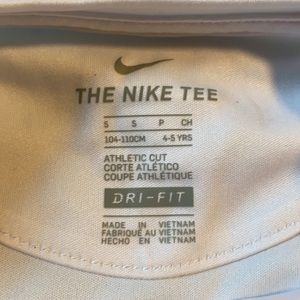 THE NIKE TEE
S S P CH
104-110CM 4-5 YRS
ATHLETIC CUT
CORTE ATLÉTICO
COUPE ATHLÉTIQUE
DRI-FIT
MADE IN VIETNAM
FABRIQUÉ AU VIETNAM
HECHO EN VIETNAM